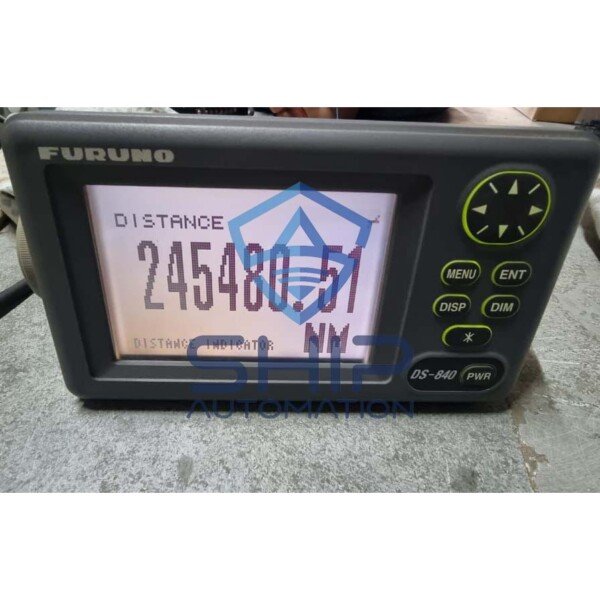 FURUNO
DISTANCE
245480.51
NM
DISTANCE INDICATOR
MENU
ENT
DISP
DIM
*
DS-840
PWR
SHIP
AUTOMATION